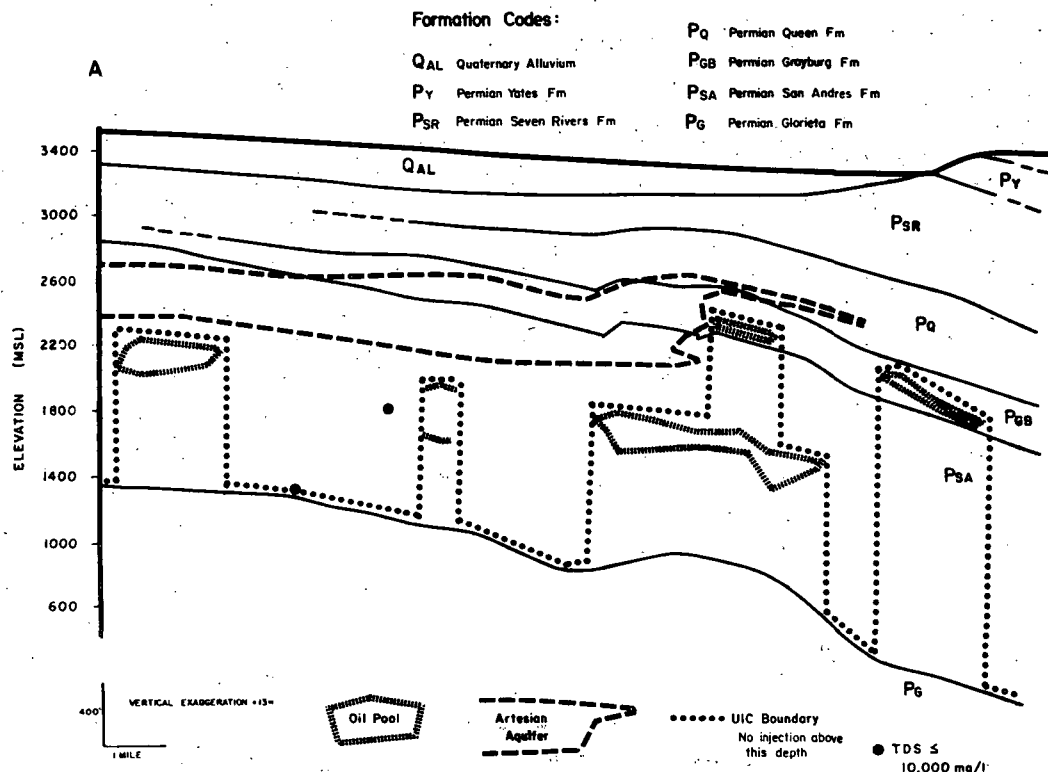 Formation Codes:
QAL Quaternary Alluvium
PY Permian Yates Fm
PSR Permian Seven Rivers Fm
PQ Permian Queen Fm
PGB Permian Grayburg Fm
PSA Permian San Andres Fm
PG Permian Glorieta Fm
A
ELEVATION (MSL)
3400
3000
2600
2200
1800
1400
1000
600
QAL
PY
PSR
PQ
PGB
PSA
PG
400'
1 MILE
VERTICAL EXAGGERATION =13=
Oil Pool
Artesian
Aquifer
UIC Boundary
No injection above
this depth
TDS ≤
10,000 mg/l